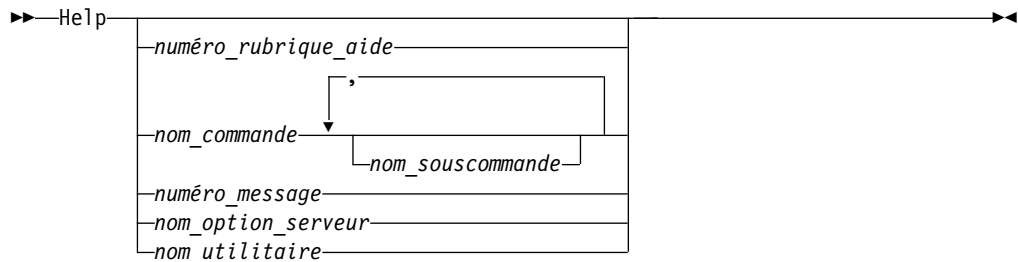 Help
numéro_rubrique_aide
,
nom_commande
nom_souscommande
numéro_message
nom_option_serveur
nom utilitaire